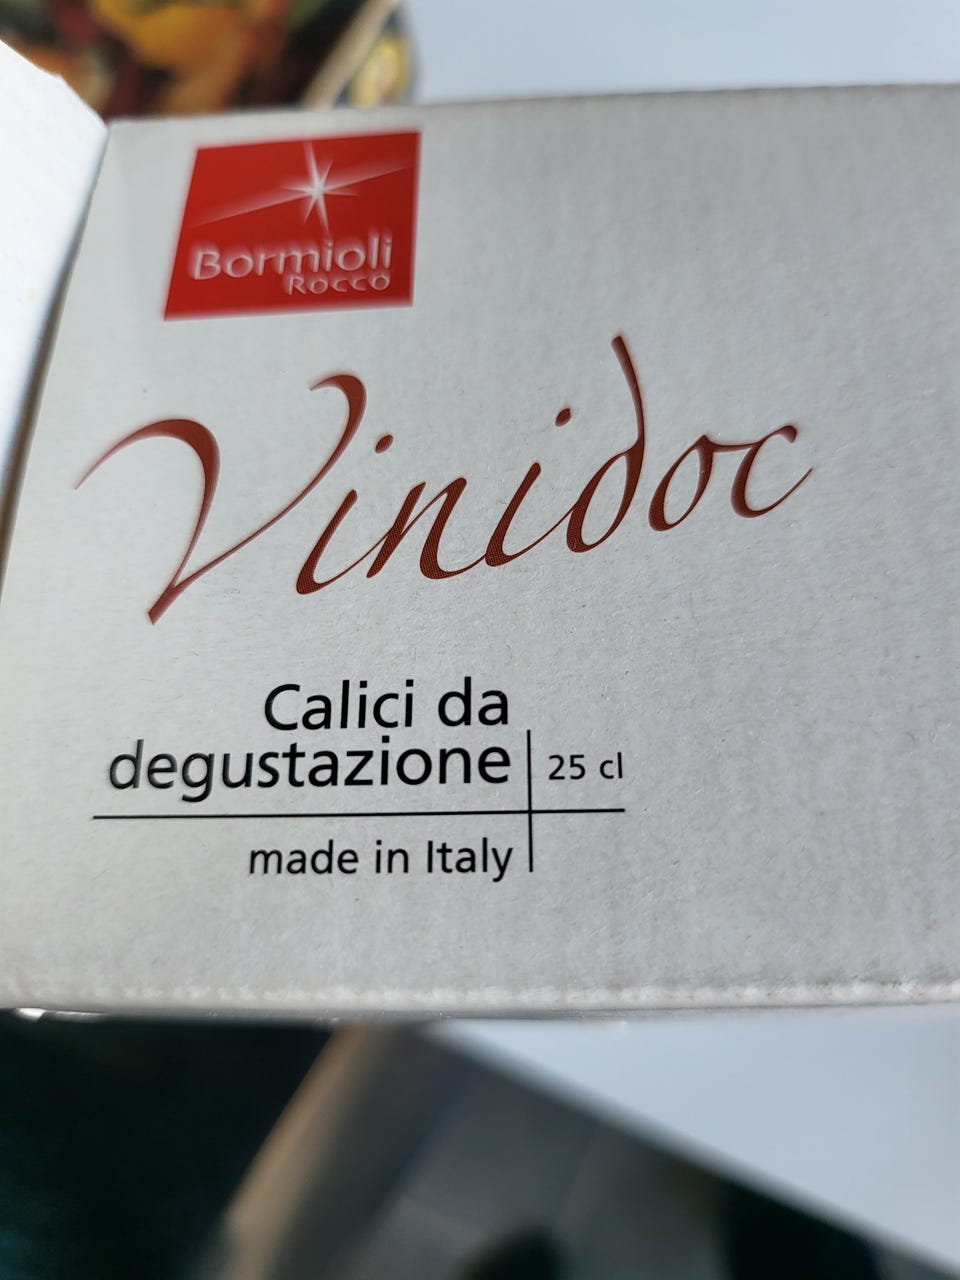 Bormioli
Rocco
Vinidoc
Calici da
degustazione
25 cl
made in Italy